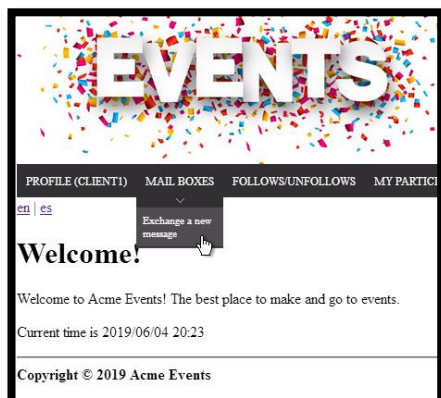 EVENTS
PROFILE (CLIENT1) MAIL BOXES FOLLOWS/UNFOLLOWS MY PARTICI
en | es
Exchange a new
message
Welcome!
Welcome to Acme Events! The best place to make and go to events.
Current time is 2019/06/04 20:23
Copyright © 2019 Acme Events